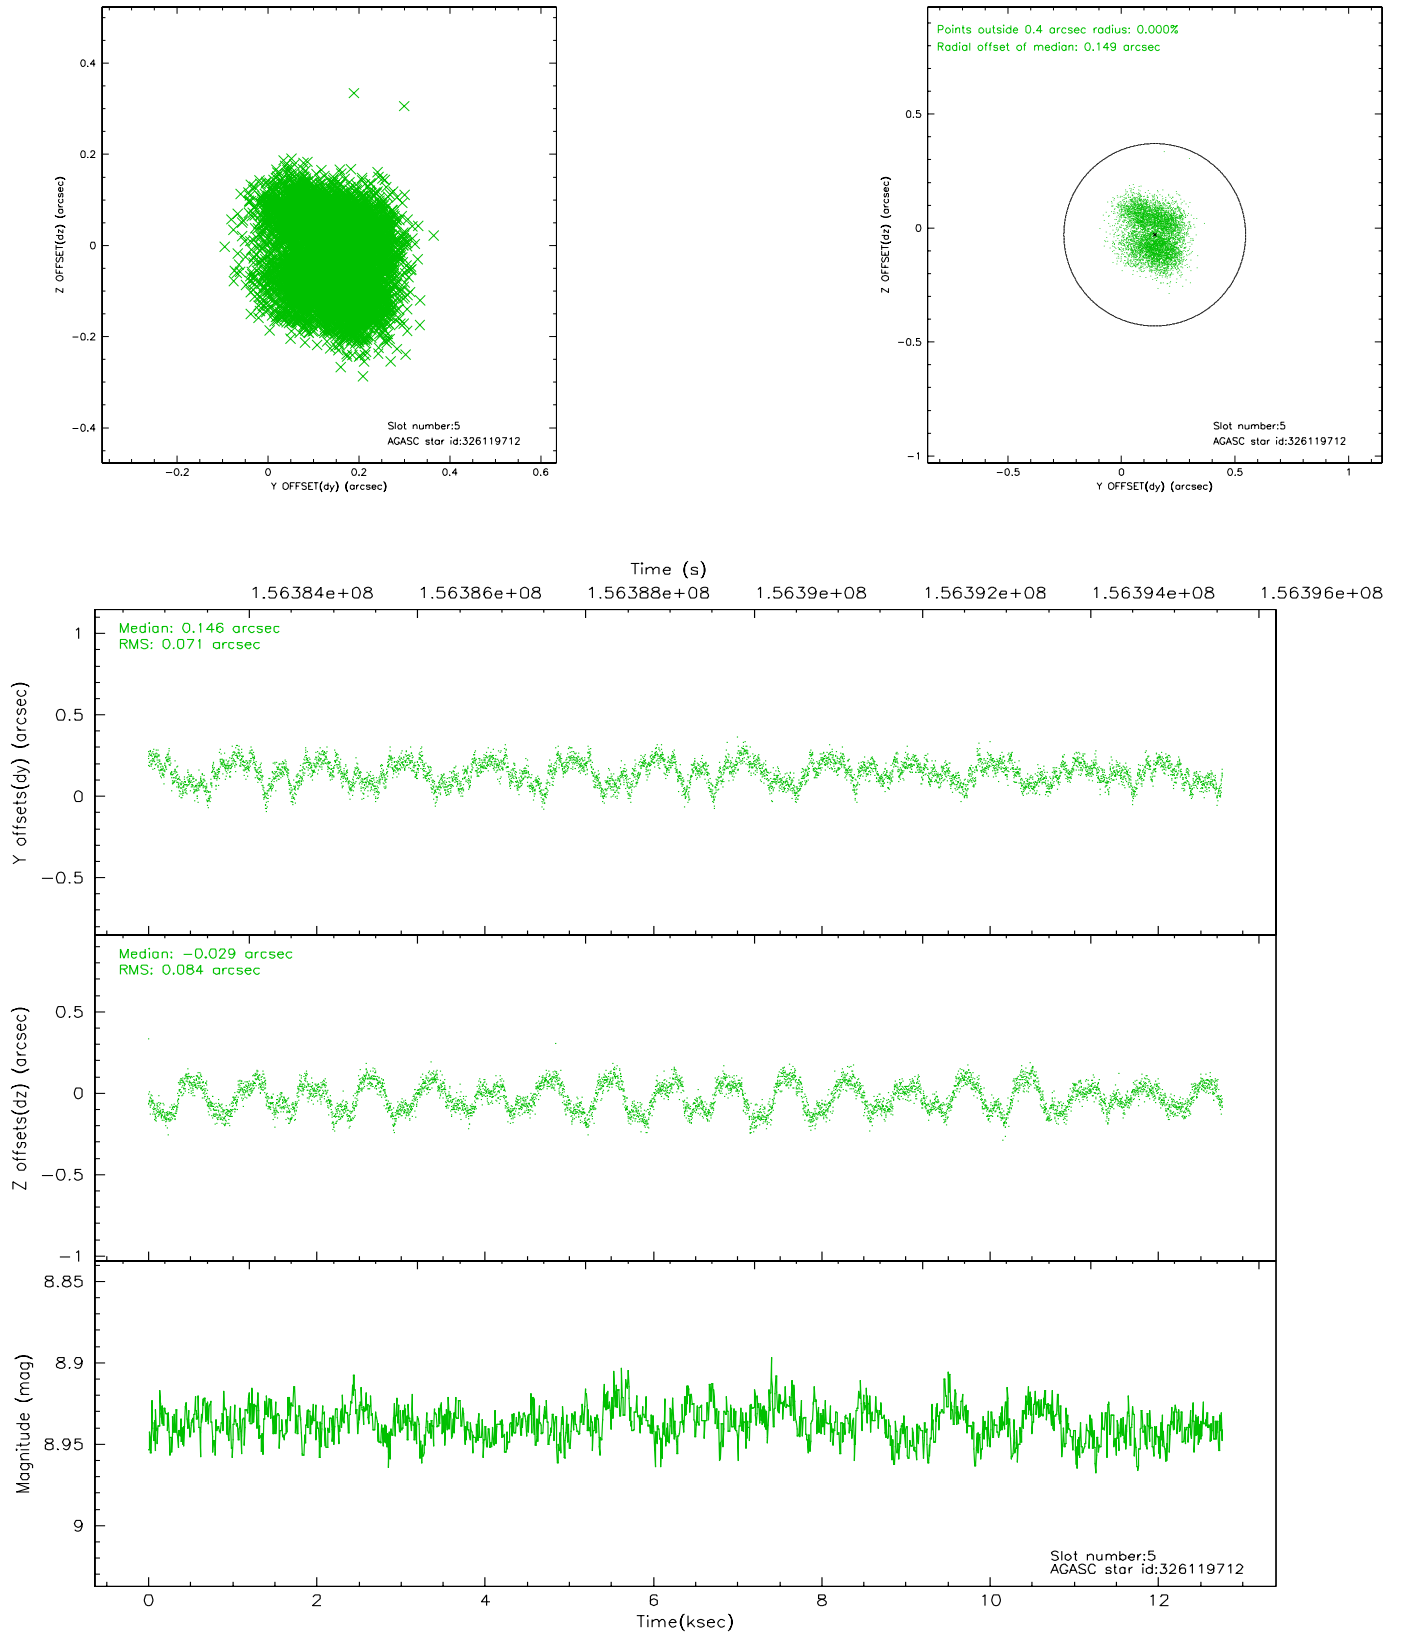 0.4
0.2
0
−0.2
−0.4
Z OFFSET(dz) (arcsec)
Slot number:5
AGASC star id:326119712
−0.2 0 0.2 0.4 0.6
Y OFFSET(dy) (arcsec)
Points outside 0.4 arcsec radius: 0.000%
Radial offset of median: 0.149 arcsec
0.5
0
−0.5
−1
Z OFFSET(dz) (arcsec)
Slot number:5
AGASC star id:326119712
−0.5 0 0.5 1
Y OFFSET(dy) (arcsec)
Time (s)
1.56384e+08 1.56386e+08 1.56388e+08 1.5639e+08 1.56392e+08 1.56394e+08 1.56396e+08
Median: 0.146 arcsec
RMS: 0.071 arcsec
1
0.5
0
−0.5
Y offsets(dy) (arcsec)
Median: −0.029 arcsec
RMS: 0.084 arcsec
0.5
0
−0.5
−1
Z offsets(dz) (arcsec)
8.85
8.9
8.95
9
Magnitude (mag)
Slot number:5
AGASC star id:326119712
0 2 4 6 8 10 12
Time(ksec)